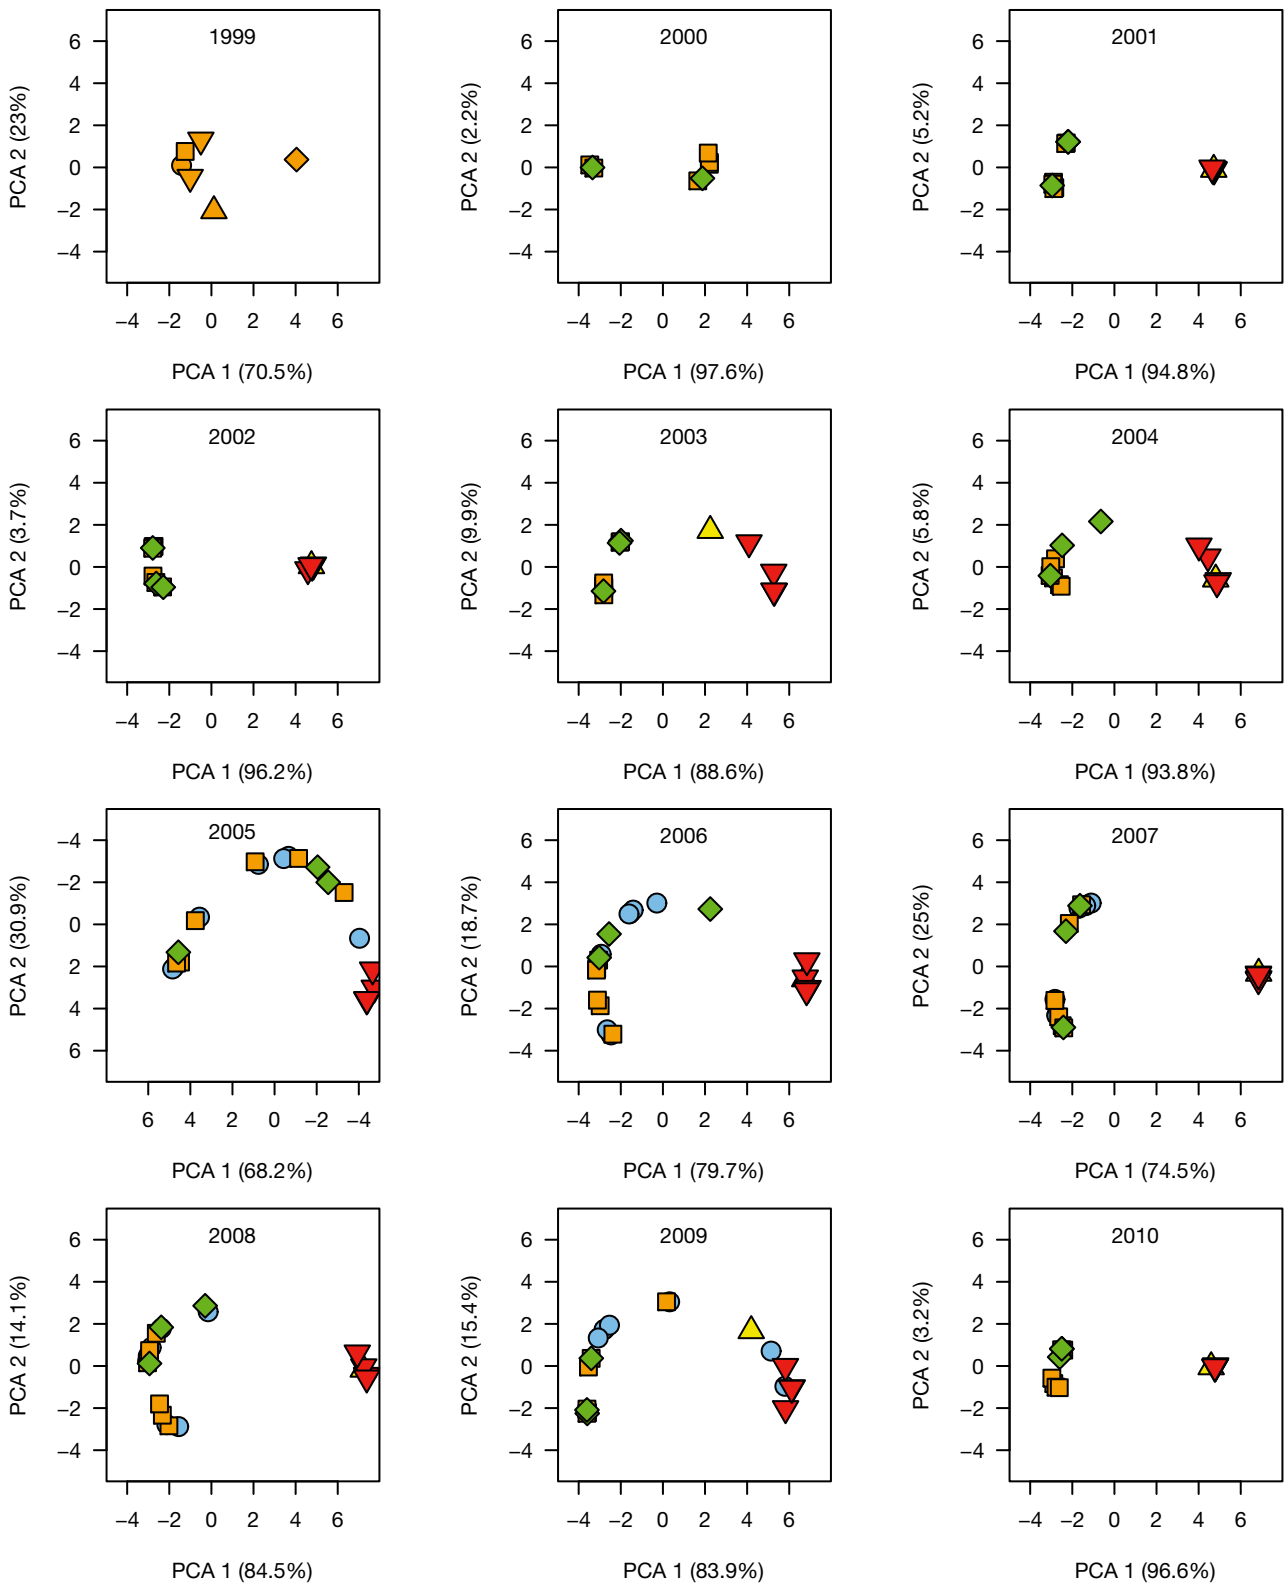 1999
6
4
2
0
−2
−4
PCA 2 (23%)
−4 −2 0 2 4 6
PCA 1 (70.5%)
2000
6
4
2
0
−2
−4
PCA 2 (2.2%)
−4 −2 0 2 4 6
PCA 1 (97.6%)
2001
6
4
2
0
−2
−4
PCA 2 (5.2%)
−4 −2 0 2 4 6
PCA 1 (94.8%)
2002
6
4
2
0
−2
−4
PCA 2 (3.7%)
−4 −2 0 2 4 6
PCA 1 (96.2%)
2003
6
4
2
0
−2
−4
PCA 2 (9.9%)
−4 −2 0 2 4 6
PCA 1 (88.6%)
2004
6
4
2
0
−2
−4
PCA 2 (5.8%)
−4 −2 0 2 4 6
PCA 1 (93.8%)
2005
−4
−2
0
2
4
6
PCA 2 (30.9%)
6 4 2 0 −2 −4
PCA 1 (68.2%)
2006
6
4
2
0
−2
−4
PCA 2 (18.7%)
−4 −2 0 2 4 6
PCA 1 (79.7%)
2007
6
4
2
0
−2
−4
PCA 2 (25%)
−4 −2 0 2 4 6
PCA 1 (74.5%)
2008
6
4
2
0
−2
−4
PCA 2 (14.1%)
−4 −2 0 2 4 6
PCA 1 (84.5%)
2009
6
4
2
0
−2
−4
PCA 2 (15.4%)
−4 −2 0 2 4 6
PCA 1 (83.9%)
2010
6
4
2
0
−2
−4
PCA 2 (3.2%)
−4 −2 0 2 4 6
PCA 1 (96.6%)